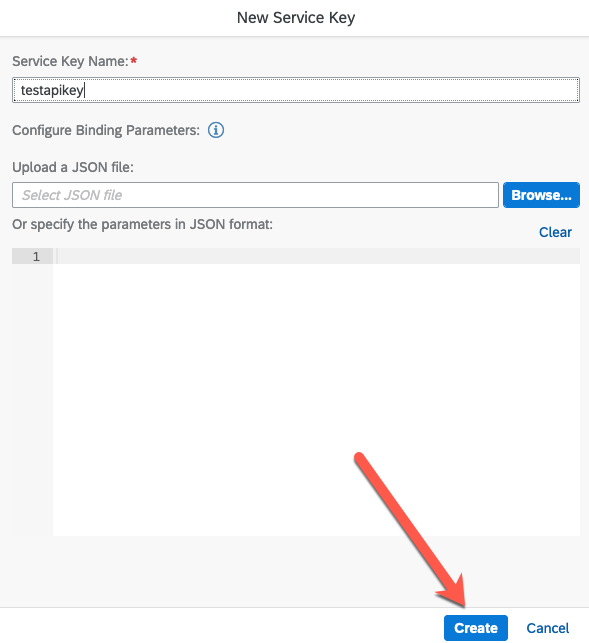 New Service Key
Service Key Name:*
testapikey
Configure Binding Parameters:
Upload a JSON file:
Select JSON file
Browse...
Or specify the parameters in JSON format:
Clear
1
Create
Cancel